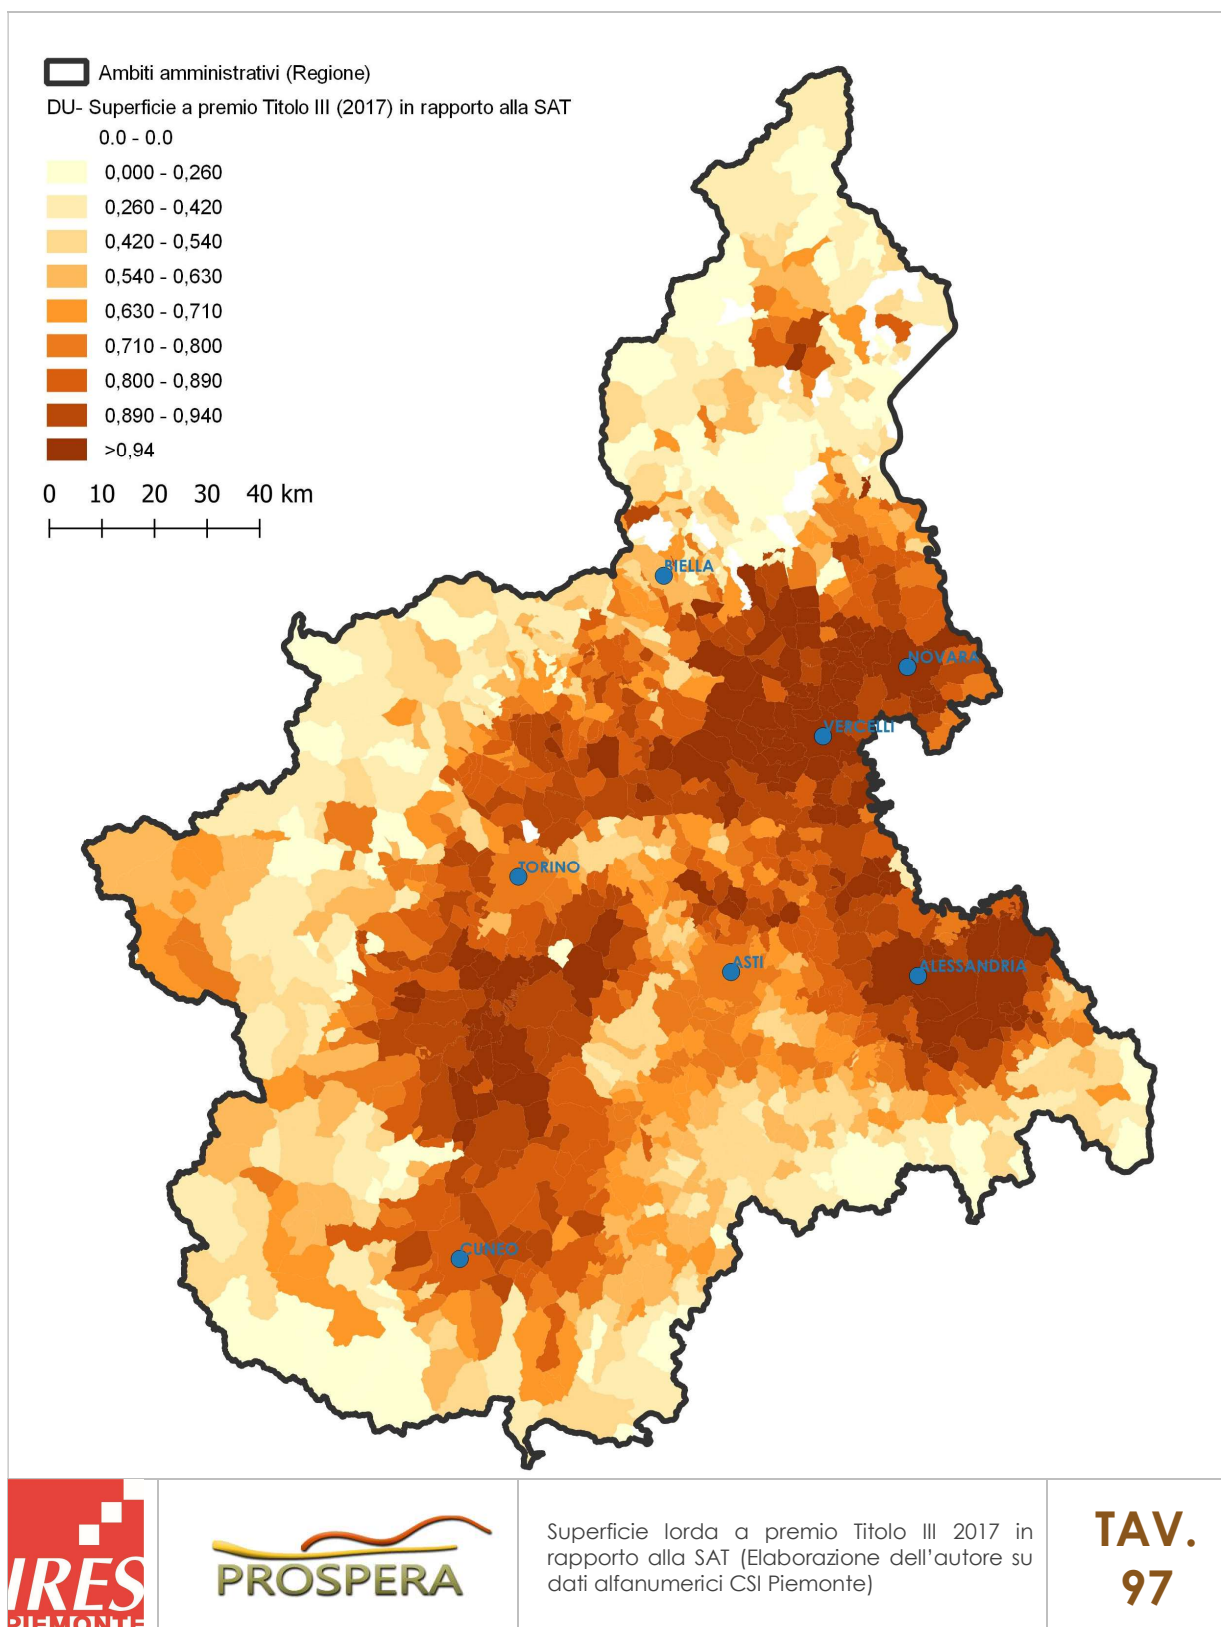 Ambiti amministrativi (Regione)
DU- Superficie a premio Titolo III (2017) in rapporto alla SAT
0.0 - 0.0
0,000 - 0,260
0,260 - 0,420
0,420 - 0,540
0,540 - 0,630
0,630 - 0,710
0,710 - 0,800
0,800 - 0,890
0,890 - 0,940
>0,94
0 10 20 30 40 km
BIELLA
NOVARA
VERCELLI
TORINO
ASTI
ALESSANDRIA
CUNEO
IRES
PIEMONTE
PROSPERA
Superficie lorda a premio Titolo III 2017 in
rapporto alla SAT (Elaborazione dell'autore su
dati alfanumerici CSI Piemonte)
TAV.
97